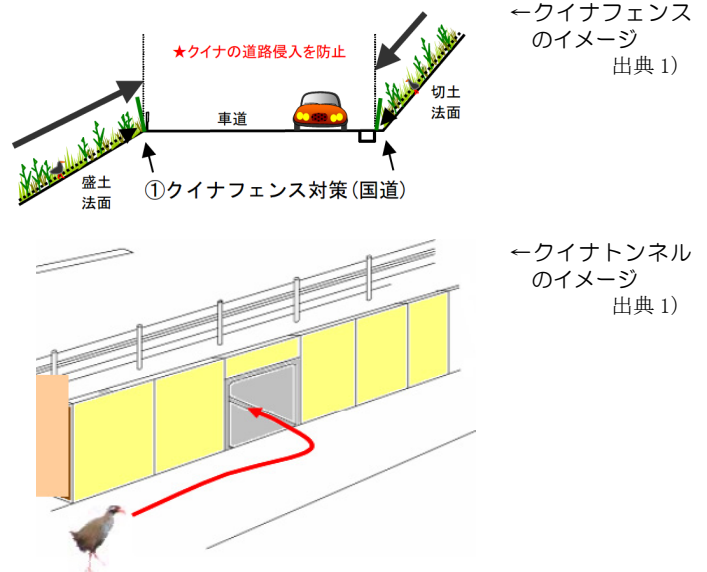 ←クイナフェンス
のイメージ
出典 1)
★クイナの道路侵入を防止
車道
切土
法面
盛土
法面
①クイナフェンス対策(国道)
←クイナトンネル
のイメージ
出典 1)